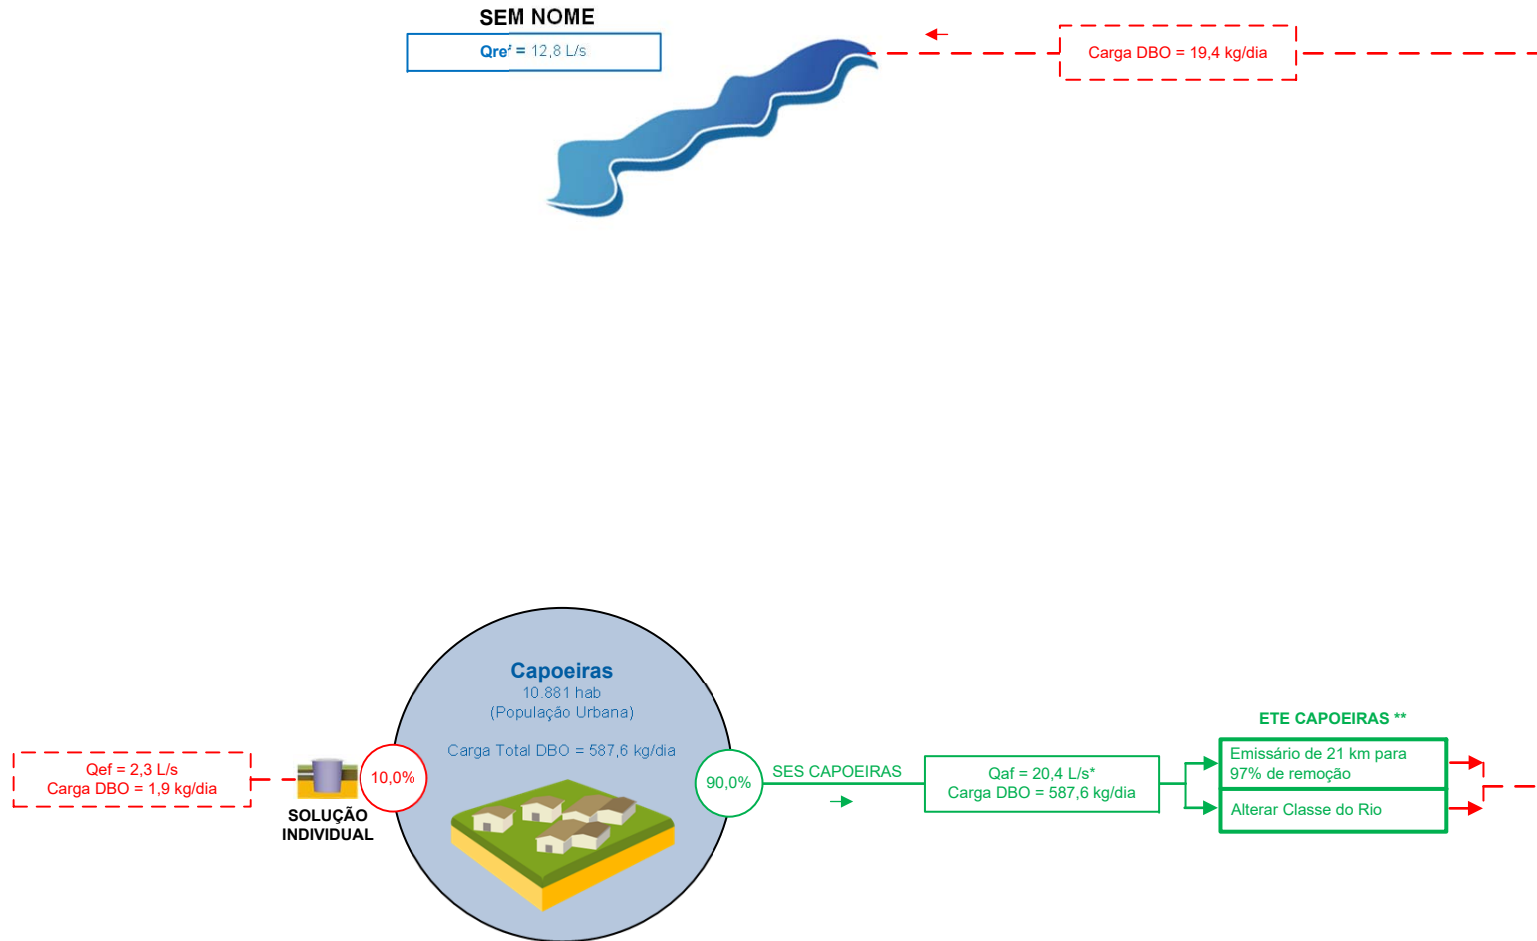 SEM NOME
= 12,8 L/s
Carga DBO = 19,4 kg/dia
Capoeiras
10.881 hab
(População Urbana)
Carga Total DBO = 587,6 kg/dia
Qef = 2,3 L/s
Carga DBO = 1,9 kg/dia
SOLUÇÃO
INDIVIDUAL
10,0%
90,0%
SES CAPOEIRAS
Qaf = 20,4 L/s*
Carga DBO = 587,6 kg/dia
ETE CAPOEIRAS **
Emissário de 21 km para
97% de remoção
Alterar Classe do Rio